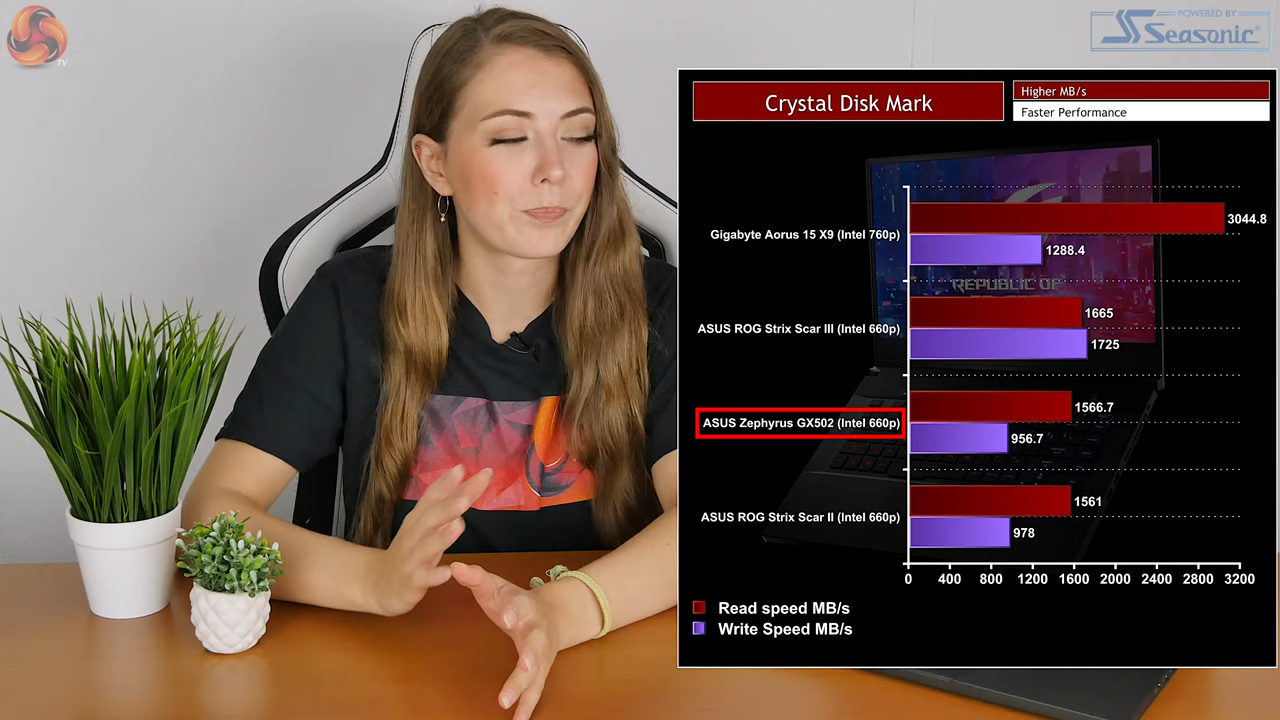 TV
POWERED BY
Seasonic
Crystal Disk Mark
Higher MB/s
Faster Performance
Gigabyte Aorus 15 X9 (Intel 760p)
3044.8
1288.4
REPUBLIC OF
ASUS ROG Strix Scar III (Intel 660p)
1665
1725
ASUS Zephyrus GX502 (Intel 660p)
1566.7
956.7
ASUS ROG Strix Scar II (Intel 660p)
1561
978
0 400 800 1200 1600 2000 2400 2800 3200
Read speed MB/s
Write Speed MB/s